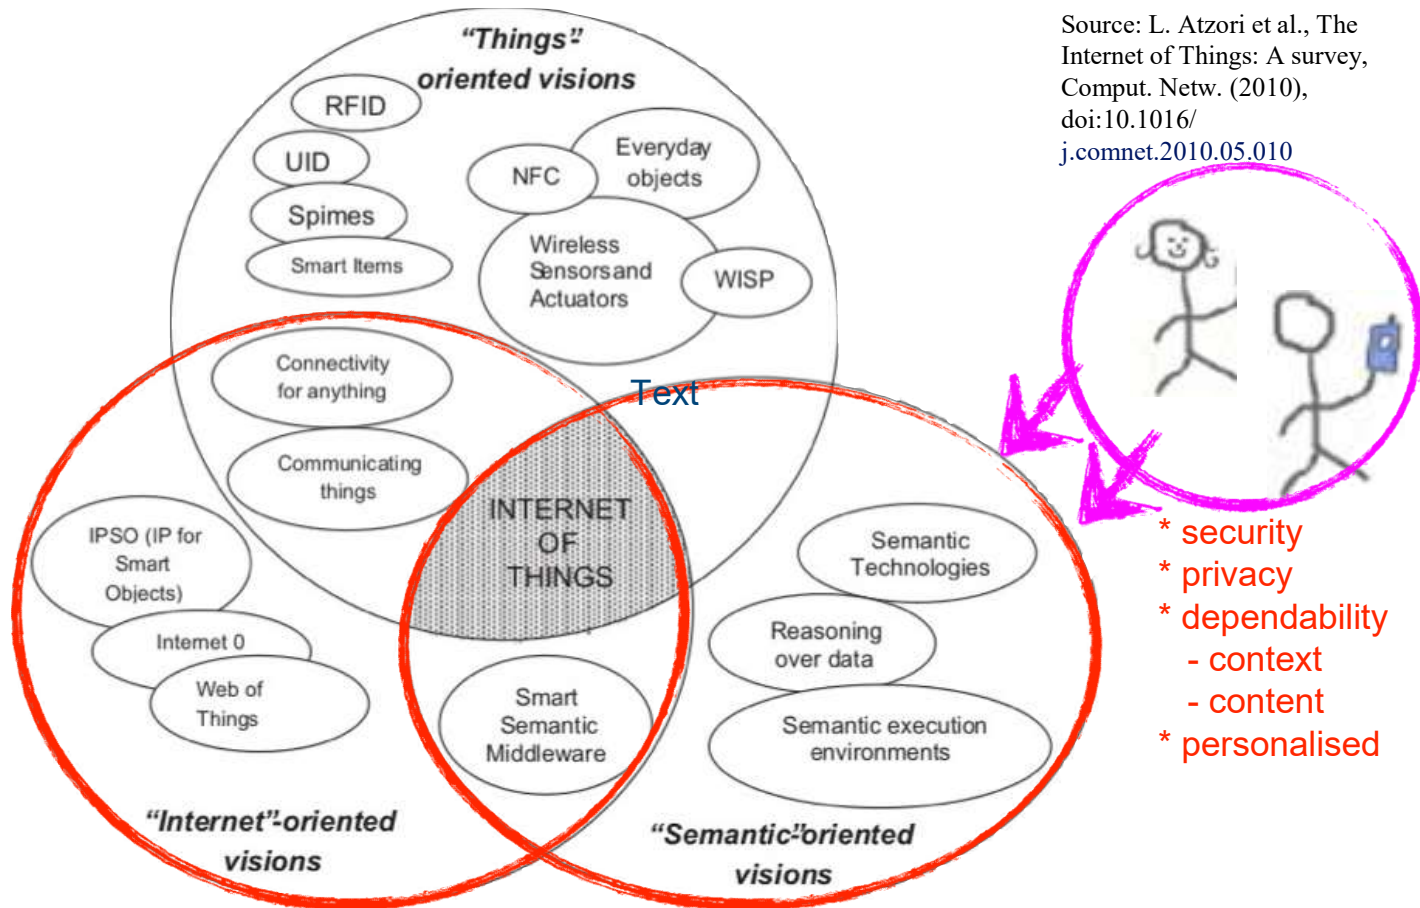 “Things”-
oriented visions
RFID
UID
Spimes
Smart Items
NFC
Everyday
objects
Wireless
Sensors and
Actuators
WISP
Source: L. Atzori et al., The
Internet of Things: A survey,
Comput. Netw. (2010),
doi:10.1016/
j.comnet.2010.05.010
Connectivity
for anything
Communicating
things
Text
INTERNET
OF
THINGS
IPSO (IP for
Smart
Objects)
Internet 0
Web of
Things
Smart
Semantic
Middleware
Semantic
Technologies
Reasoning
over data
Semantic execution
environments
“Internet”-oriented
visions
“Semantic”-oriented
visions
* security
* privacy
* dependability
- context
- content
* personalised